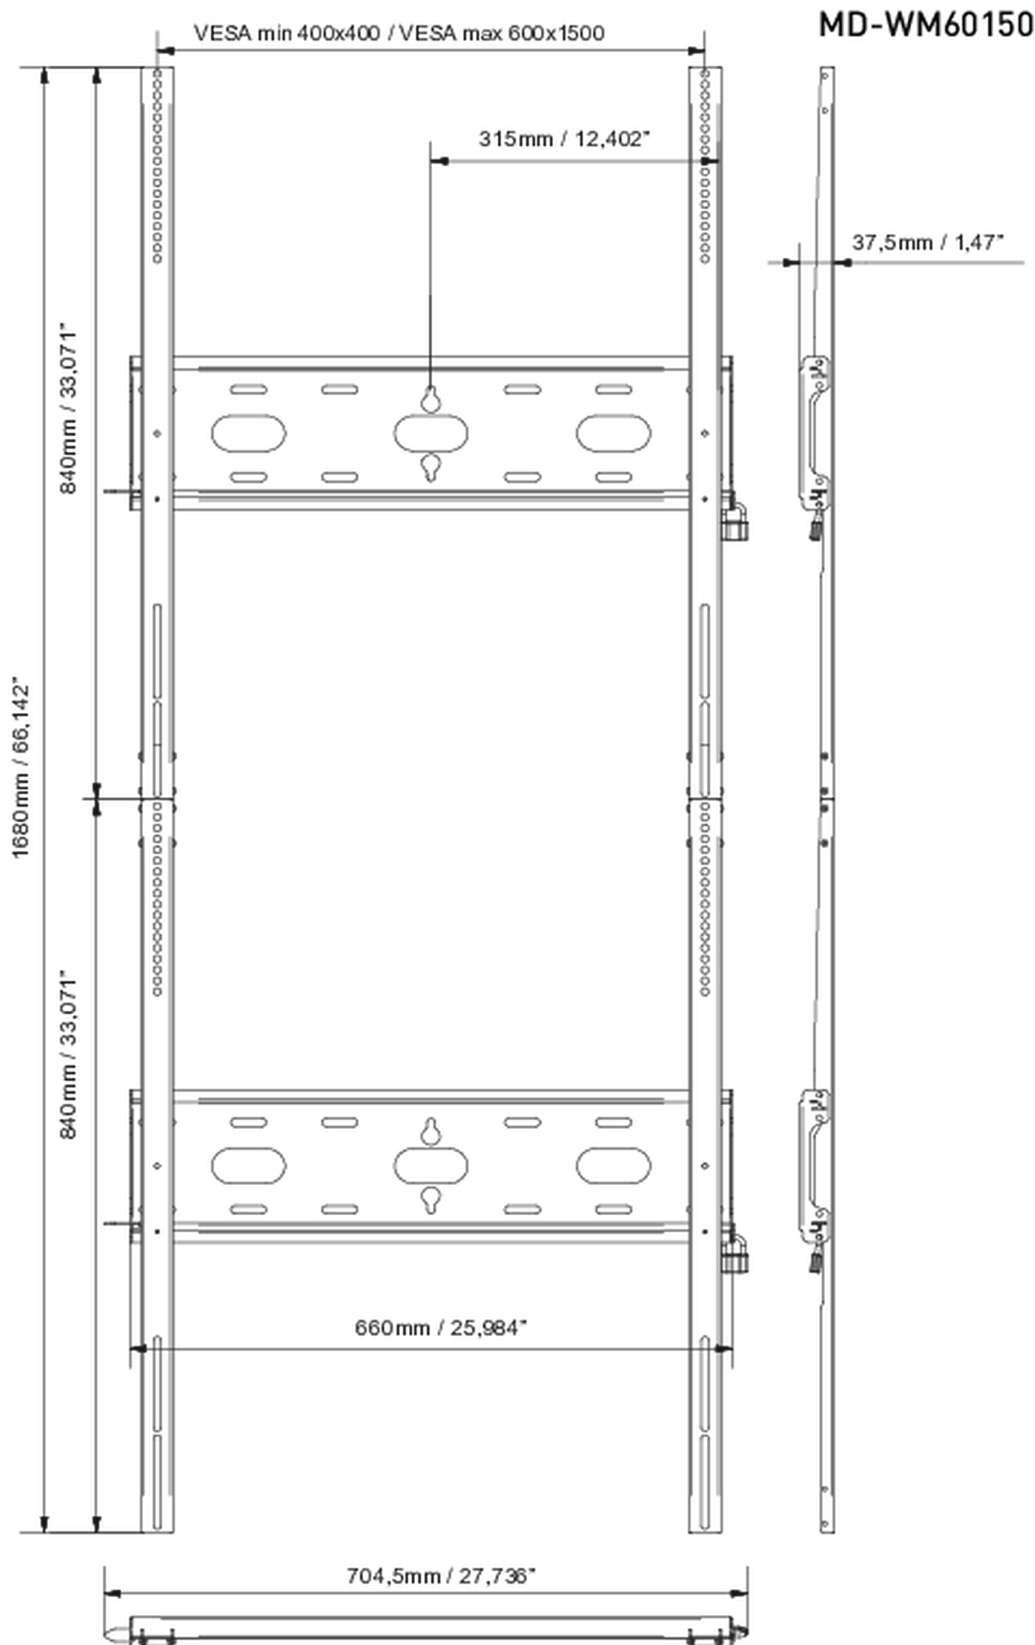 MD-WM60150
VESA min 400x400 / VESA max 600x1500
315mm / 12,402"
37,5mm / 1,47"
840mm / 33,071"
1680mm / 66,142"
840mm / 33,071"
660mm / 25,984"
704,5mm / 27,736"